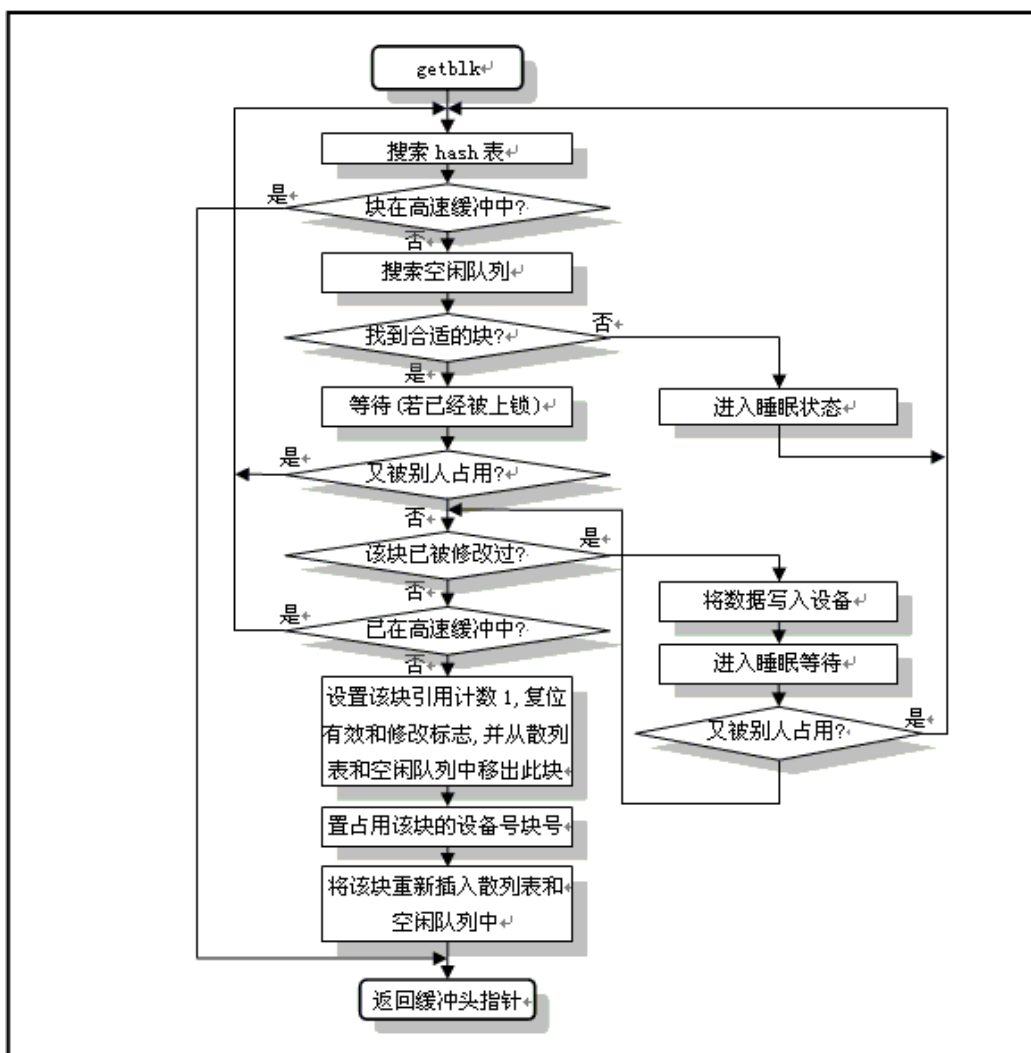 getblk
搜索 hash 表
是
块在高速缓冲中?
否
搜索空闲队列
找到合适的块?
否
是
等待(若已经被上锁)
进入睡眠状态
是
又被别人占用?
否
该块已被修改过?
是
否
将数据写入设备
是
已在高速缓冲中?
否
进入睡眠等待
设置该块引用计数 1, 复位
有效和修改标志, 并从散列
表和空闲队列中移出此块
又被别人占用?
是
置占用该块的设备号块号
将该块重新插入散列表和
空闲队列中
返回缓冲头指针